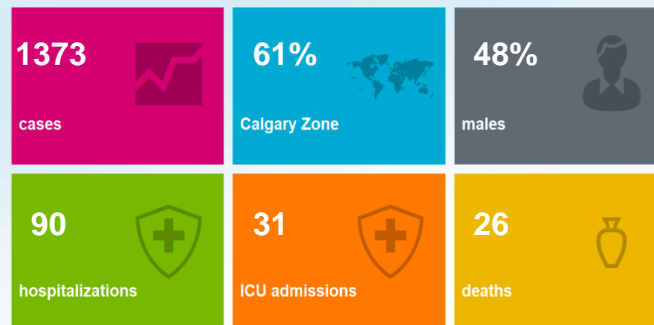 1373
cases
61%
Calgary Zone
48%
males
90
hospitalizations
31
ICU admissions
26
deaths